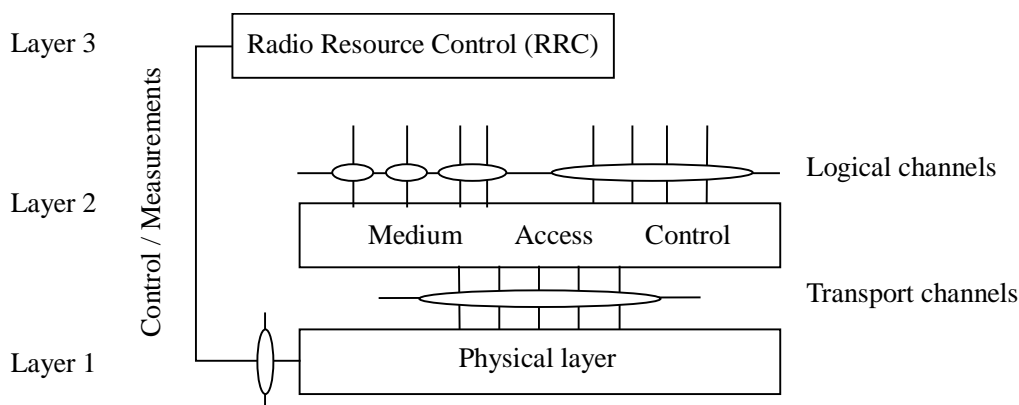 Layer 3
Radio Resource Control (RRC)
Control / Measurements
Logical channels
Layer 2
Medium Access Control
Transport channels
Layer 1
Physical layer